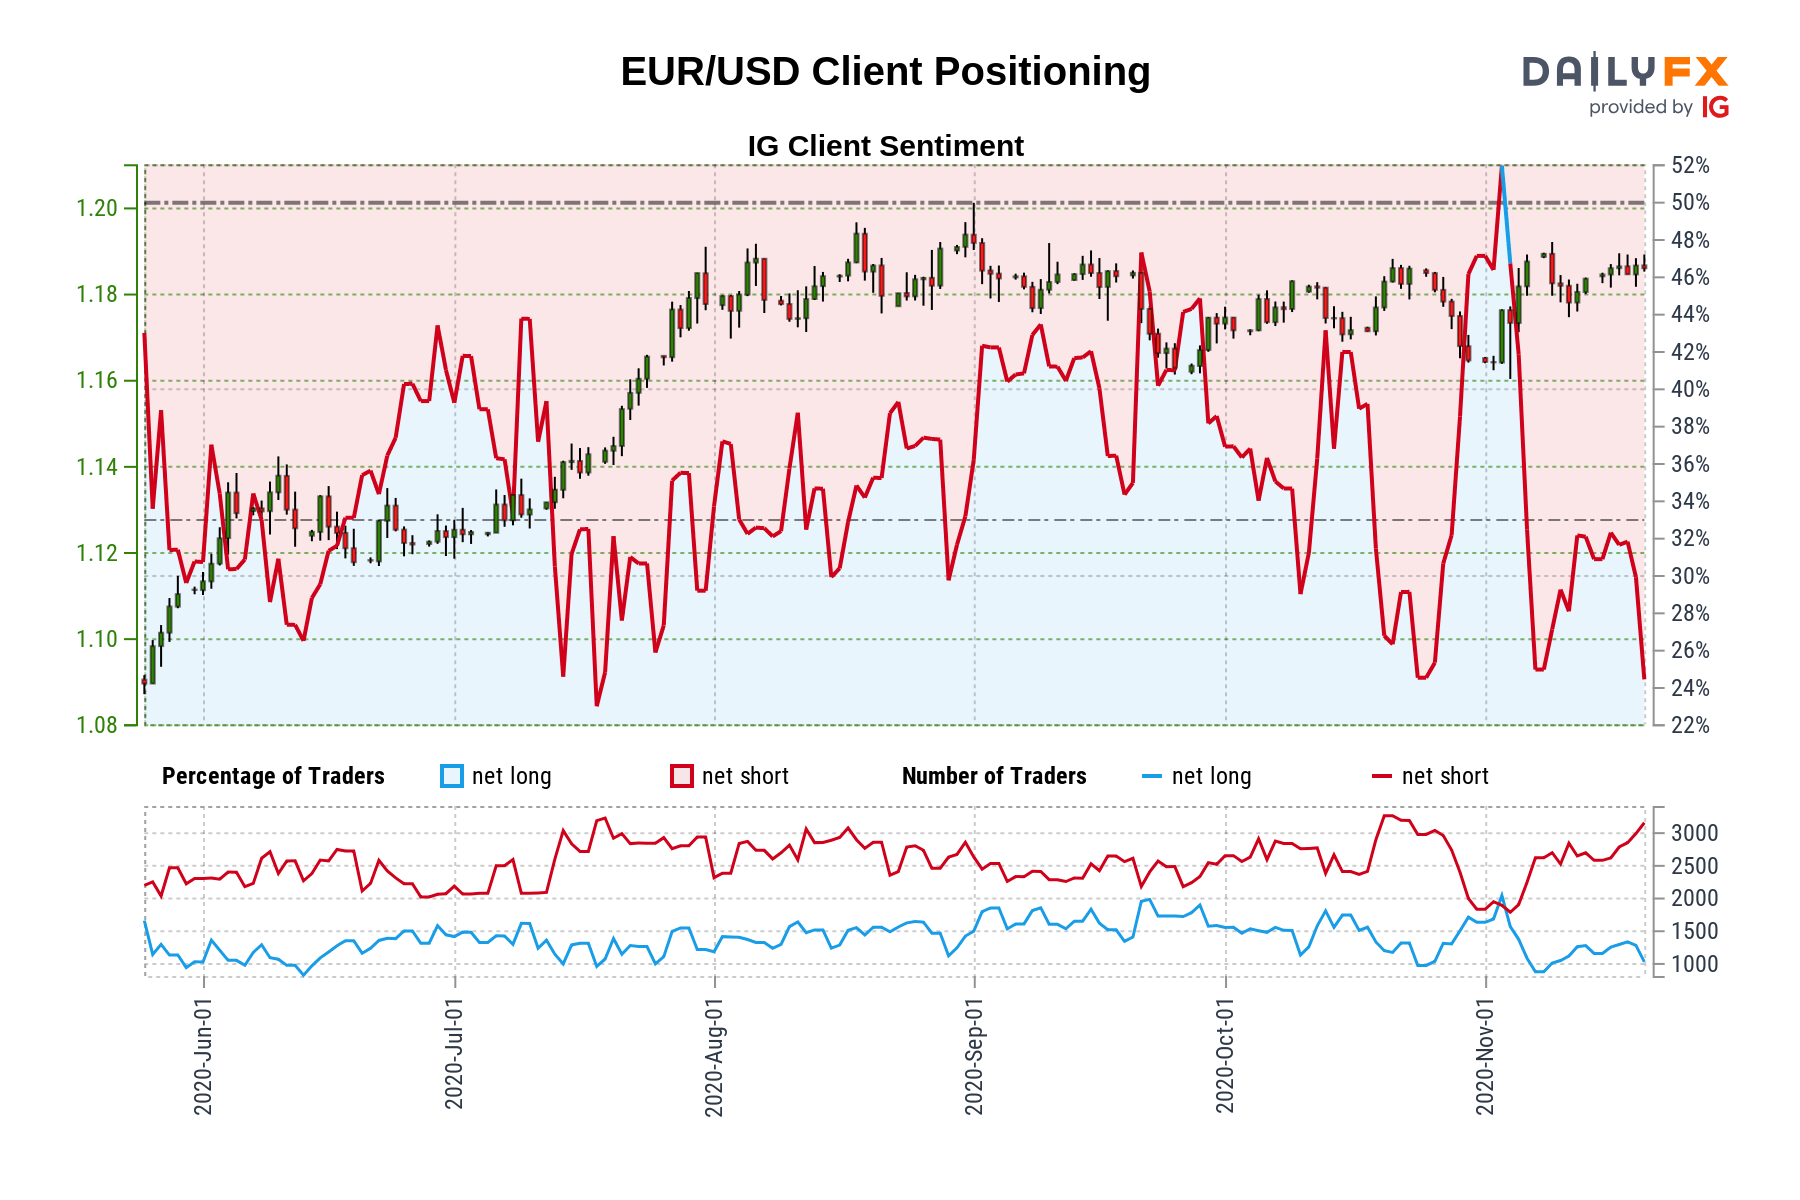 EUR/USD Client Positioning
DAILYFX
provided by IG
IG Client Sentiment
1.20
1.18
1.16
1.14
1.12
1.10
1.08
52%
50%
48%
46%
44%
42%
40%
38%
36%
34%
32%
30%
28%
26%
24%
22%
Percentage of Traders net long net short Number of Traders net long net short
3000
2500
2000
1500
1000
2020-Jun-01
2020-Jul-01
2020-Aug-01
2020-Sep-01
2020-Oct-01
2020-Nov-01